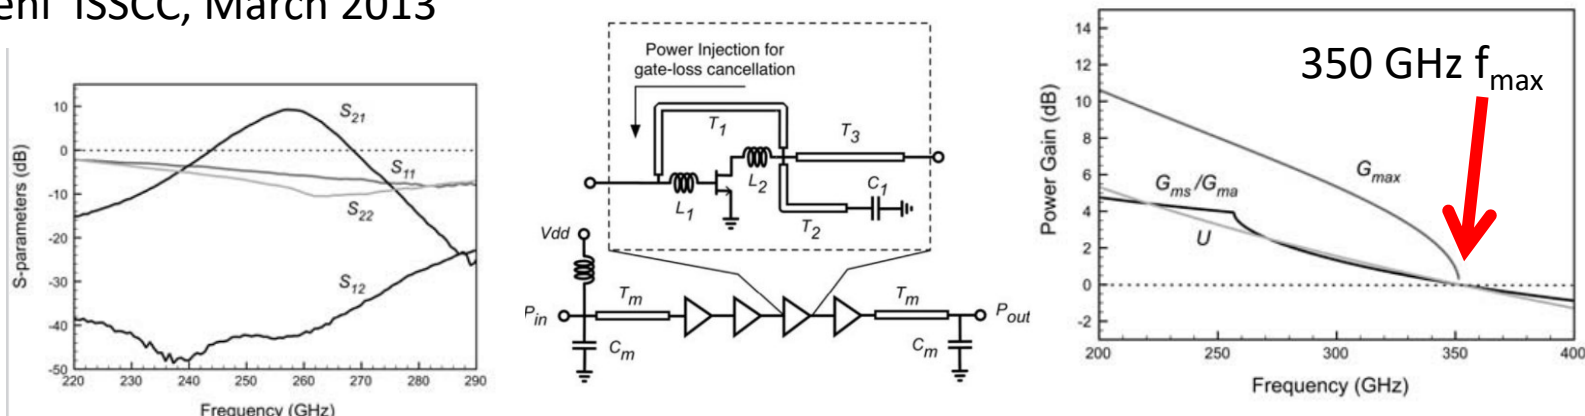 ISSCC, March 2013
S-parameters (dB)
10
0
-10
-20
-30
-40
-50
S21
S11
S22
S12
220 230 240 250 260 270 280 290
Frequency (GHz)
Power Injection for
gate-loss cancellation
T1
T3
L2
L1
C1
T2
Vdd
Pin
Tm
Tm
Pout
Cm
Cm
Power Gain (dB)
14
12
10
8
6
4
2
0
-2
350 GHz fmax
Gmax
Gms/Gma
U
200 250 300 350 400
Frequency (GHz)